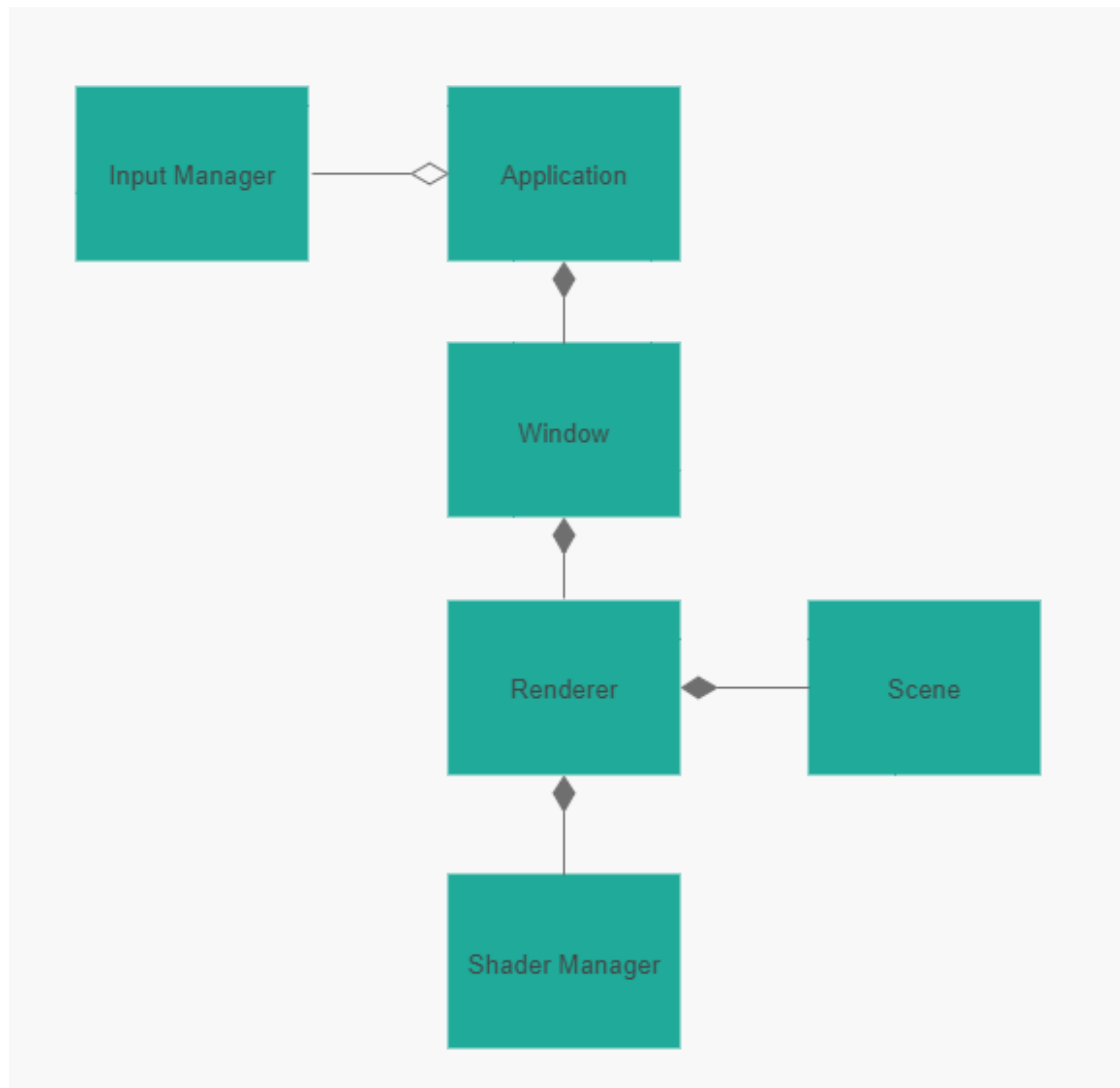 Input Manager
Application
Window
Renderer
Scene
Shader Manager